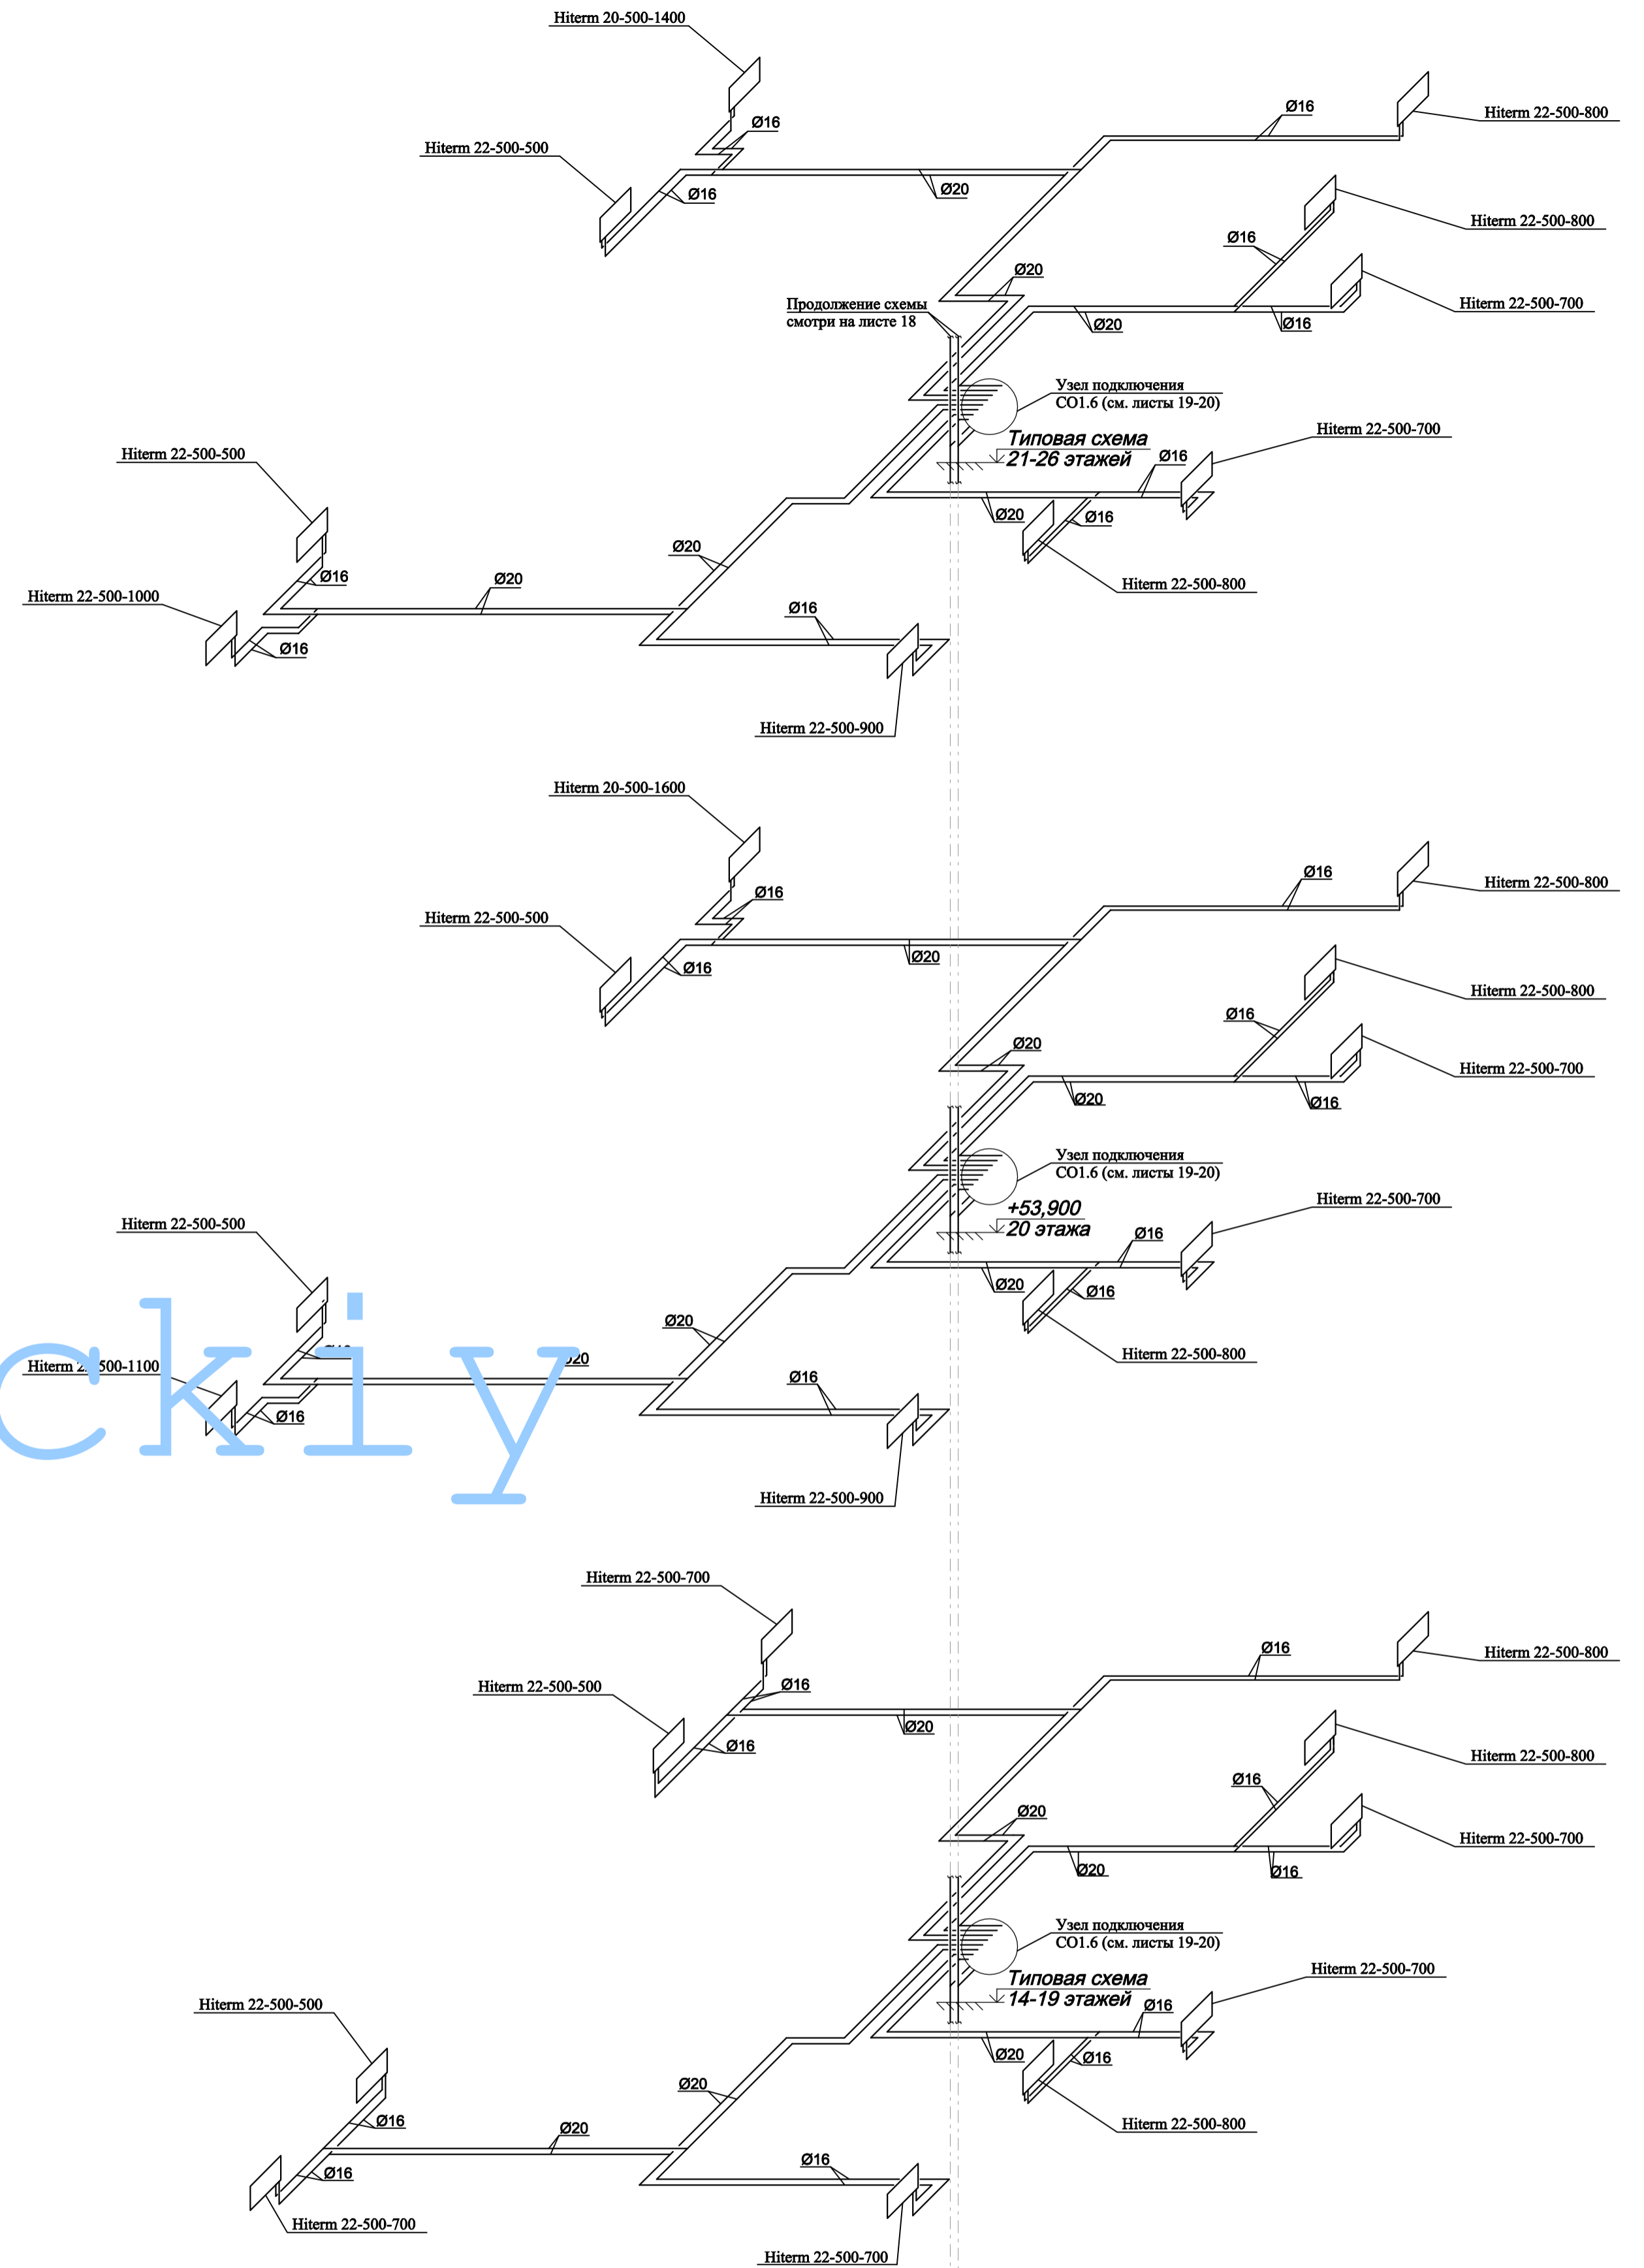 Hiterm 20-500-1400
Ø16
Hiterm 22-500-800
Ø16
Hiterm 22-500-500
Ø16
Ø20
Hiterm 22-500-800
Ø16
Ø20
Продолжение схемы
смотри на листе 18
Hiterm 22-500-700
Ø20
Ø16
Узел подключения
СО1.6 (см. листы 19-20)
Типовая схема
21-26 этажей
Hiterm 22-500-700
Ø16
Hiterm 22-500-500
Ø20
Ø16
Ø20
Ø16
Ø20
Hiterm 22-500-800
Hiterm 22-500-1000
Ø16
Ø16
Hiterm 22-500-900
Hiterm 20-500-1600
Ø16
Ø16
Hiterm 22-500-800
Hiterm 22-500-500
Ø16
Ø20
Hiterm 22-500-800
Ø16
Ø20
Hiterm 22-500-700
Ø20
Ø16
Узел подключения
СО1.6 (см. листы 19-20)
+53,900
20 этажа
Hiterm 22-500-700
Ø16
Hiterm 22-500-500
Ø20
Ø16
Ø20
Hiterm 22-500-800
ckiy
Ø16
Ø16
Hiterm 22-500-900
Hiterm 22-500-700
Ø16
Hiterm 22-500-800
Ø16
Hiterm 22-500-500
Ø20
Ø16
Hiterm 22-500-800
Ø16
Ø20
Hiterm 22-500-700
Ø20
Ø16
Узел подключения
СО1.6 (см. листы 19-20)
Типовая схема
14-19 этажей
Hiterm 22-500-700
Ø16
Hiterm 22-500-500
Ø20
Ø16
Ø20
Ø16
Ø20
Hiterm 22-500-800
Ø16
Ø16
Hiterm 22-500-700
Hiterm 22-500-700